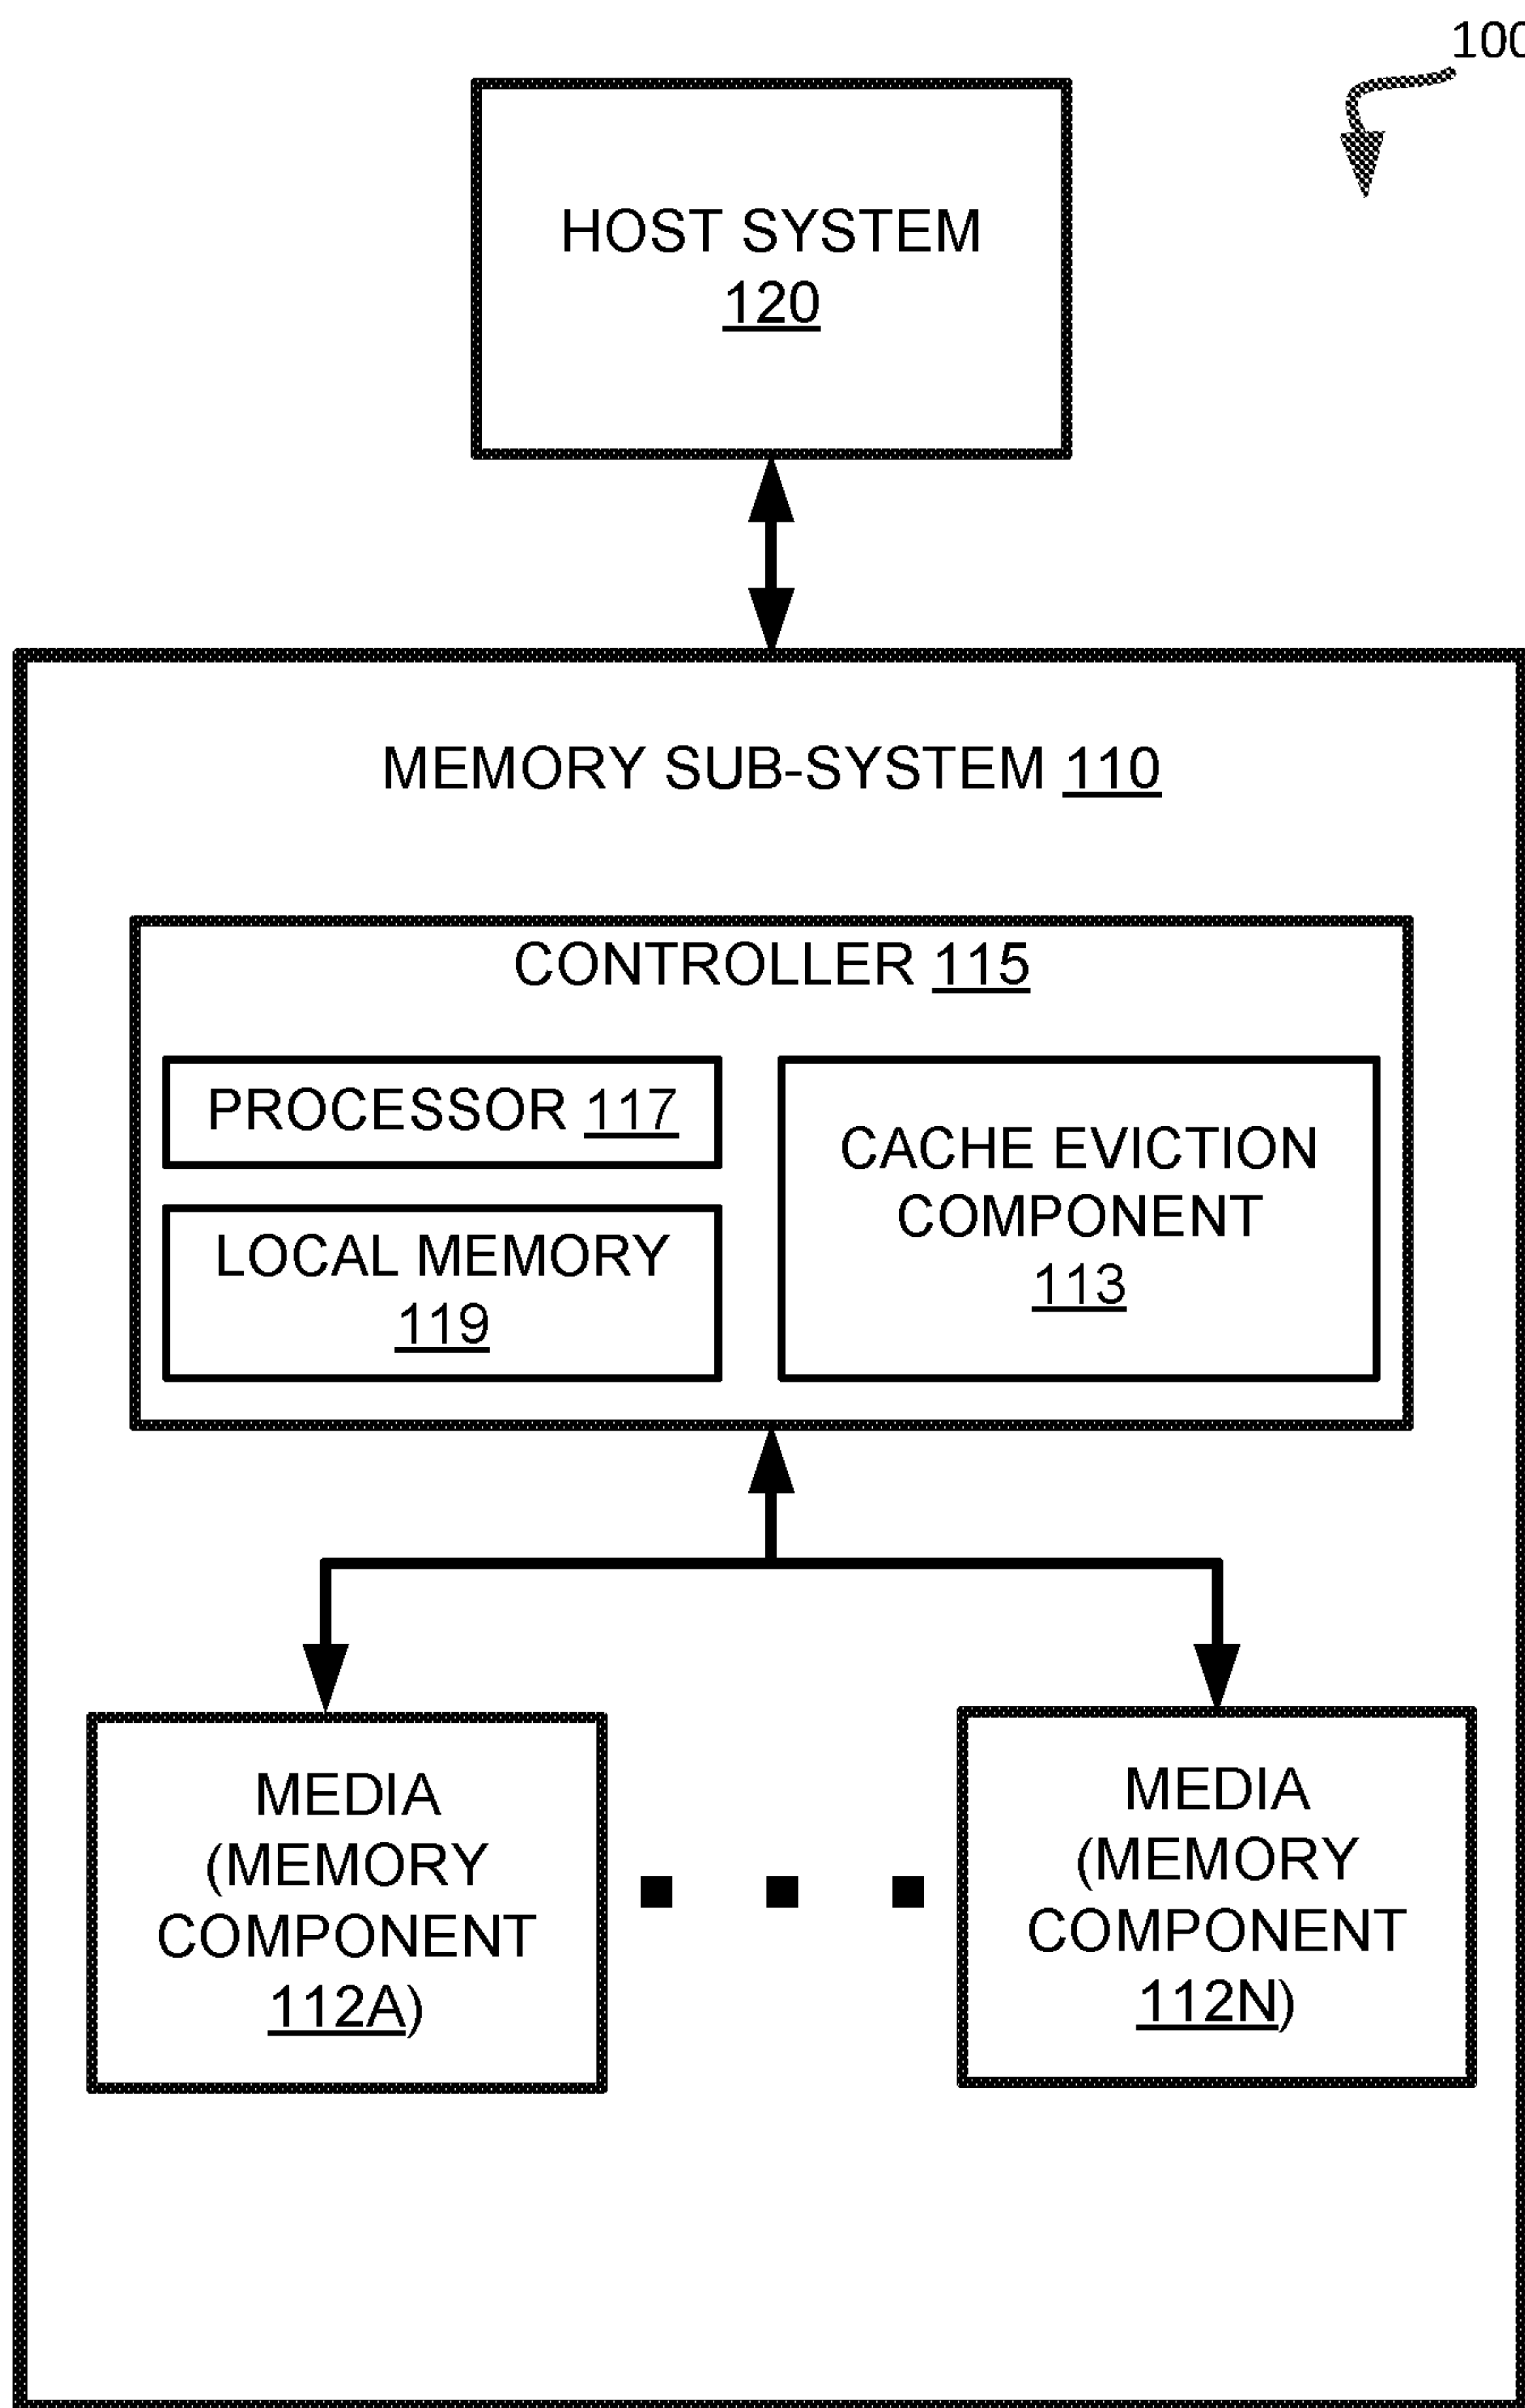 100
HOST SYSTEM
120
MEMORY SUB-SYSTEM 110
CONTROLLER 115
PROCESSOR 117
LOCAL MEMORY
119
CACHE EVICTION
COMPONENT
113
MEDIA
(MEMORY
COMPONENT
112A)
MEDIA
(MEMORY
COMPONENT
112N)